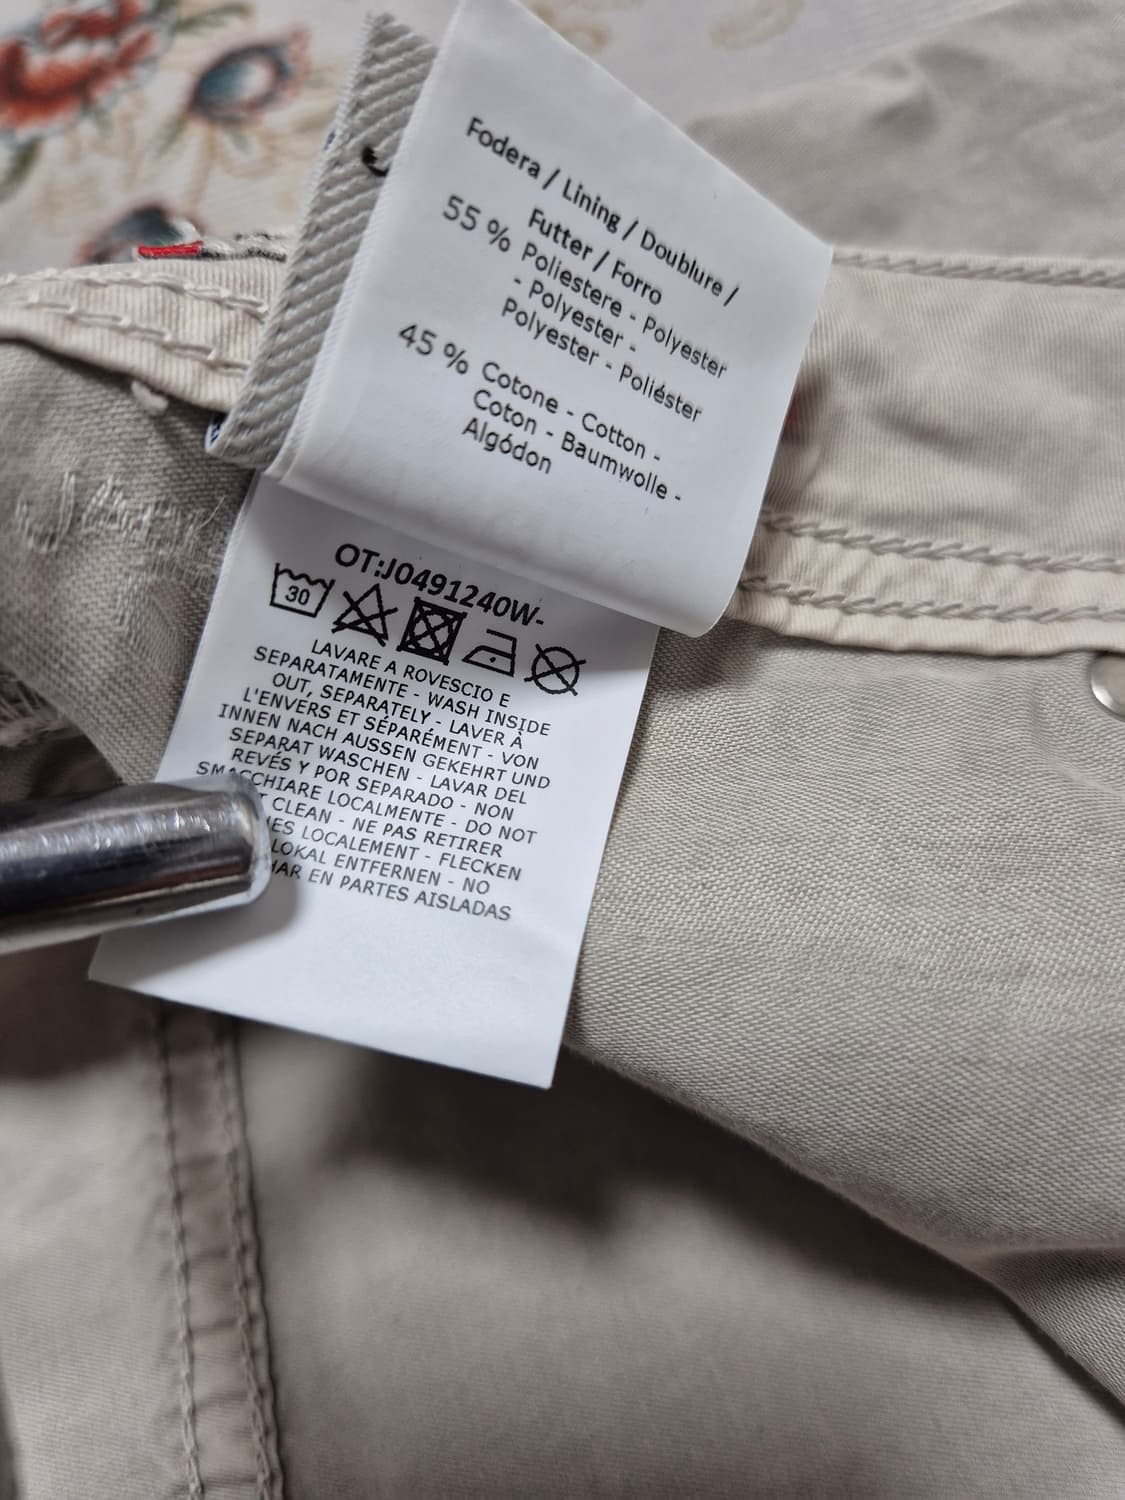 Fodera / Lining / Doublure /
Futter / Forro
55 % Poliestere - Polyester
- Polyester -
Polyester - Poliéster
45 % Cotone - Cotton -
Coton - Baumwolle -
Algódon
OT:J0491240W-
30
LAVARE A ROVESCIO E
SEPARATAMENTE - WASH INSIDE
OUT, SEPARATELY - LAVER À
L'ENVERS ET SÉPARÉMENT - VON
INNEN NACH AUSSEN GEKEHRT UND
SEPARAT WASCHEN - LAVAR DEL
REVÉS Y POR SEPARADO - NON
SMACCHIARE LOCALMENTE - DO NOT
CLEAN - NE PAS RETIRER
LOCALEMENT - FLECKEN
LOKAL ENTFERNEN - NO
EN PARTES AISLADAS